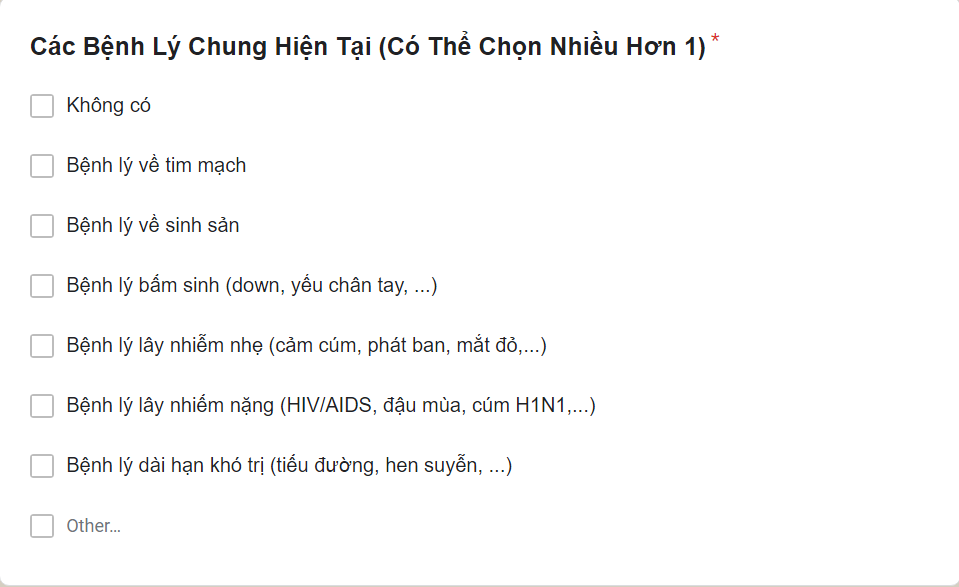 Các Bệnh Lý Chung Hiện Tại (Có Thể Chọn Nhiều Hơn 1) *
Không có
Bệnh lý về tim mạch
Bệnh lý về sinh sản
Bệnh lý bẩm sinh (down, yếu chân tay, ...)
Bệnh lý lây nhiễm nhẹ (cảm cúm, phát ban, mắt đỏ,...)
Bệnh lý lây nhiếm nặng (HIV/AIDS, đậu mùa, cúm H1N1,...)
Bệnh lý dài hạn khó trị (tiểu đường, hen suyễn, ...)
Other...